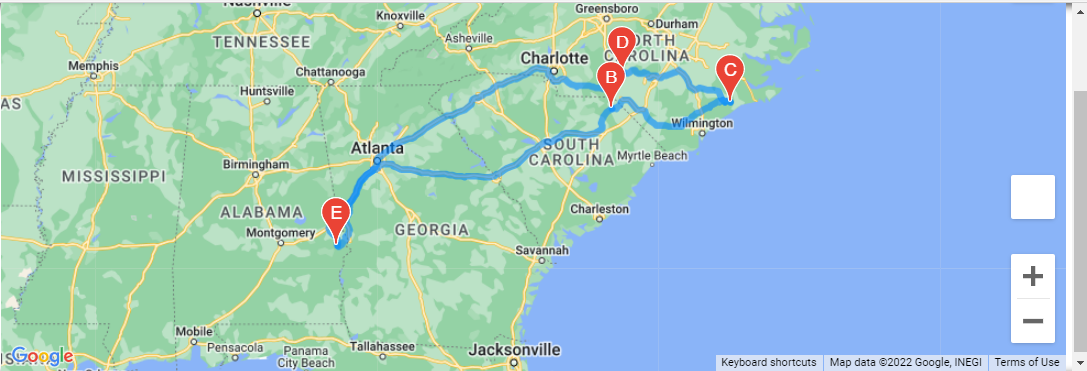 Nashville
Knoxville
Greensboro
Durham
TENNESSEE
Asheville
D
NORTH
CAROLINA
Memphis
Charlotte
C
Chattanooga
B
Huntsville
AS
Wilmington
Atlanta
SOUTH
CAROLINA
Myrtle Beach
Birmingham
MISSISSIPPI
E
ALABAMA
Charleston
Montgomery
GEORGIA
Savannah
Mobile
Pensacola
Panama
City Beach
Tallahassee
Jacksonville
Google
Keyboard shortcuts
Map data ©2022 Google, INEGI
Terms of Use